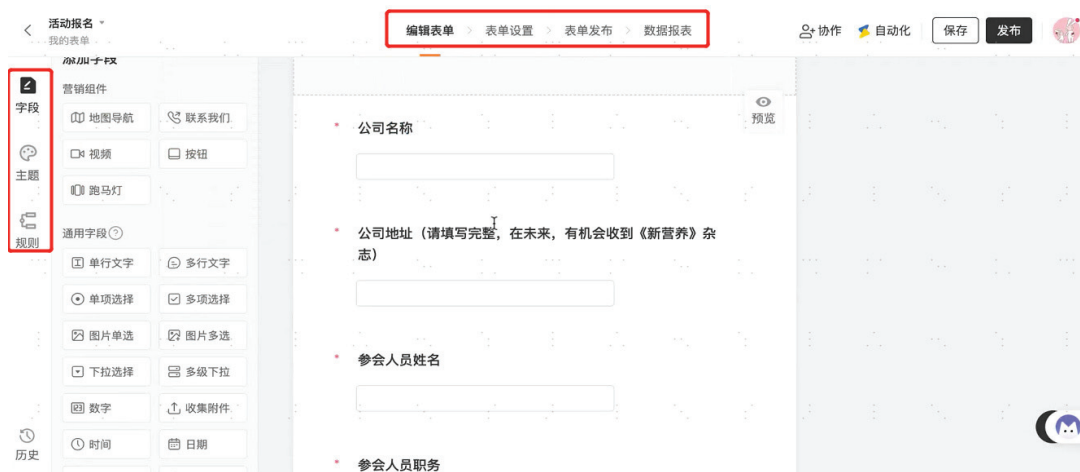 活动报名
我的表单
编辑表单 > 表单设置 > 表单发布 > 数据报表
协作
自动化
保存
发布
字段
主题
规则
历史
添加字段
营销组件
地图导航
联系我们
视频
按钮
跑马灯
通用字段
单行文字
多行文字
单项选择
多项选择
图片单选
图片多选
下拉选择
多级下拉
数字
收集附件
时间
日期
预览
* 公司名称
* 公司地址（请填写完整，在未来，有机会收到《新营养》杂
志）
* 参会人员姓名
* 参会人员职务